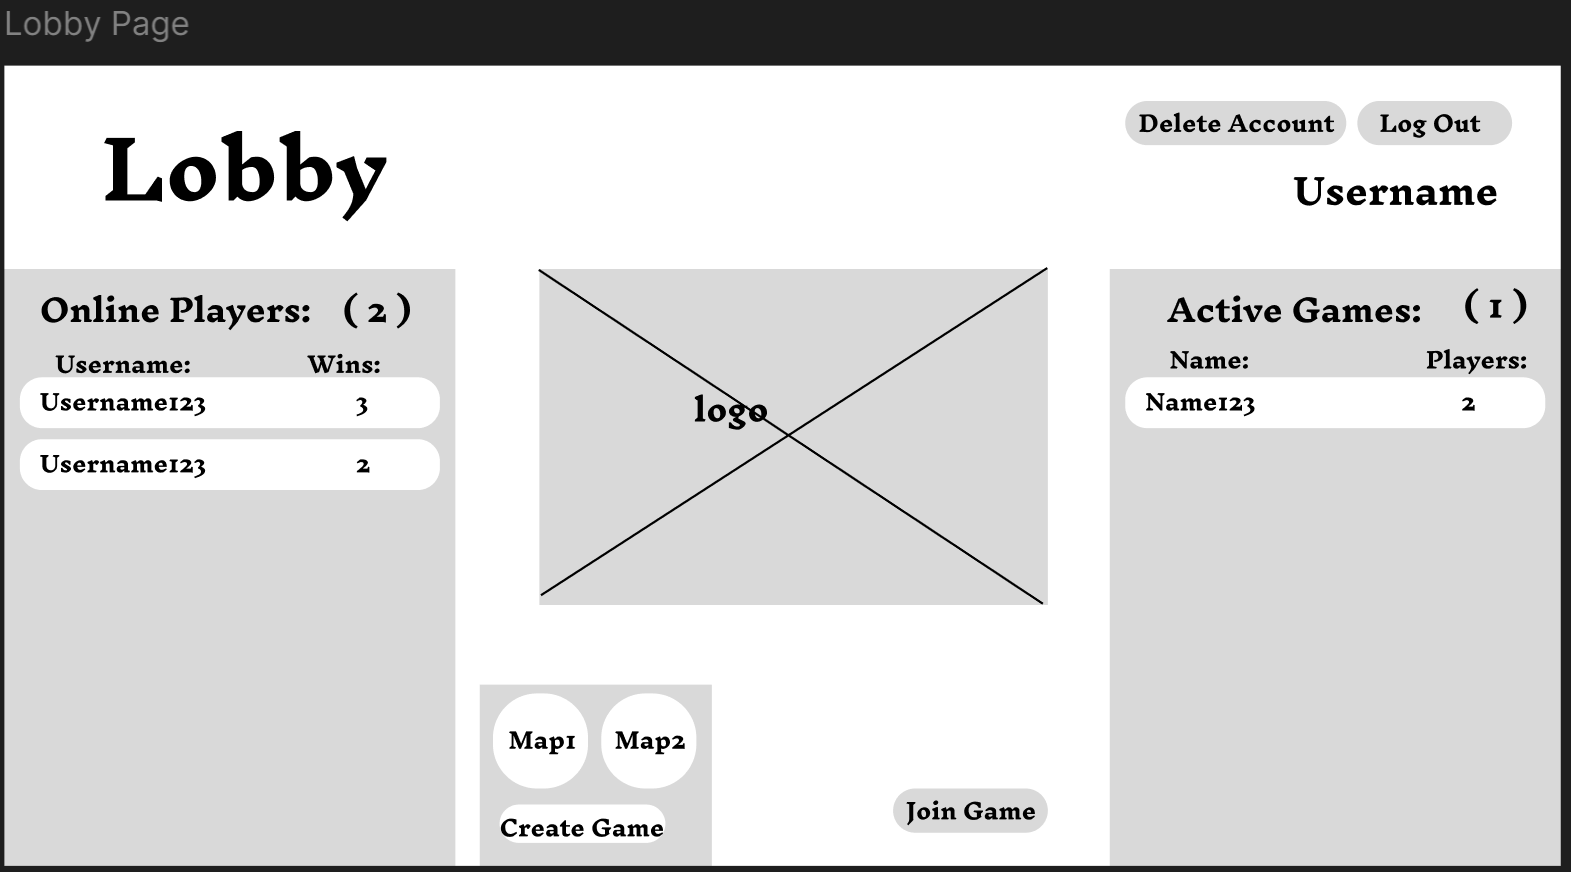 Lobby Page
Lobby
Delete Account
Log Out
Username
Online Players: ( 2 )
Username: Wins:
Username123 3
Username123 2
logo
Map1 Map2
Create Game
Join Game
Active Games: ( 1 )
Name: Players:
Name123 2